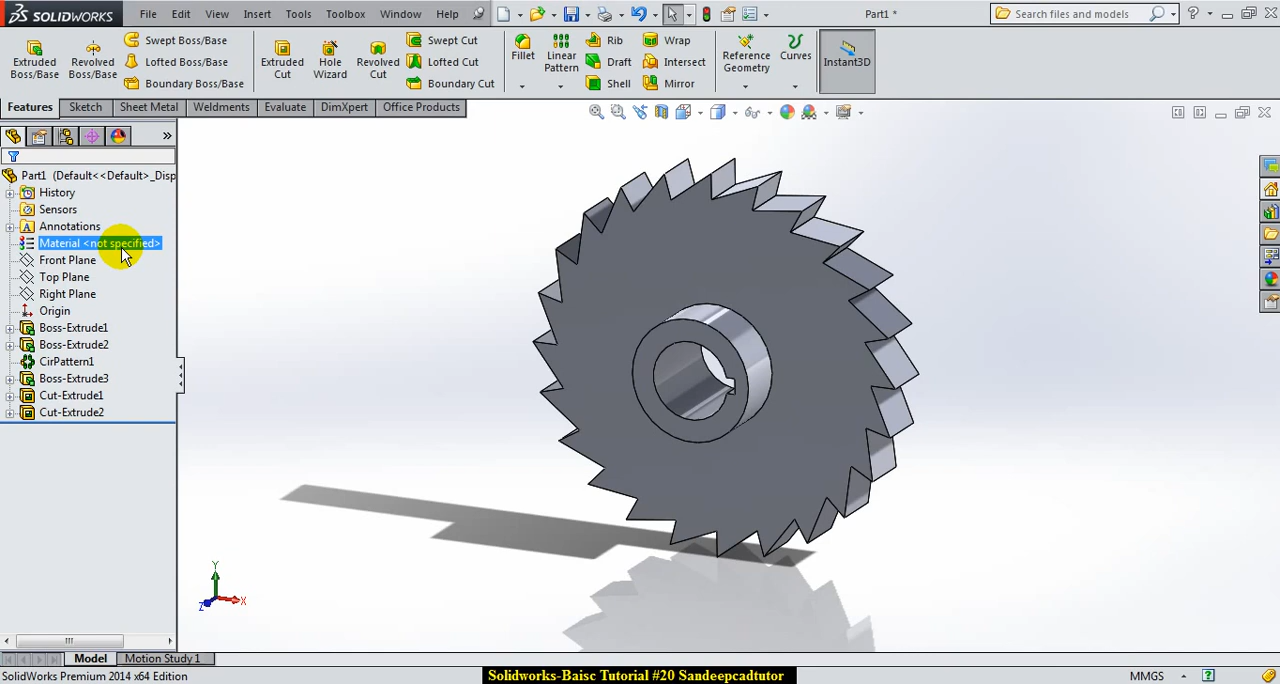 SOLIDWORKS File Edit View Insert Tools Toolbox Window Help Part1 * Search files and models
Extruded Boss/Base
Revolved Boss/Base
Swept Boss/Base
Lofted Boss/Base
Boundary Boss/Base
Extruded Cut
Hole Wizard
Revolved Cut
Swept Cut
Lofted Cut
Boundary Cut
Fillet
Linear Pattern
Rib
Draft
Shell
Wrap
Intersect
Mirror
Reference Geometry
Curves
Instant3D
Features Sketch Sheet Metal Weldments Evaluate DimXpert Office Products
Part1 (Default<<Default>_Disp
History
Sensors
Annotations
Material <not specified>
Front Plane
Top Plane
Right Plane
Origin
Boss-Extrude1
Boss-Extrude2
CirPattern1
Boss-Extrude3
Cut-Extrude1
Cut-Extrude2
Y
Z X
Model Motion Study 1
SolidWorks Premium 2014 x64 Edition Solidworks-Baisc Tutorial #20 Sandeepcadtutor MMGS